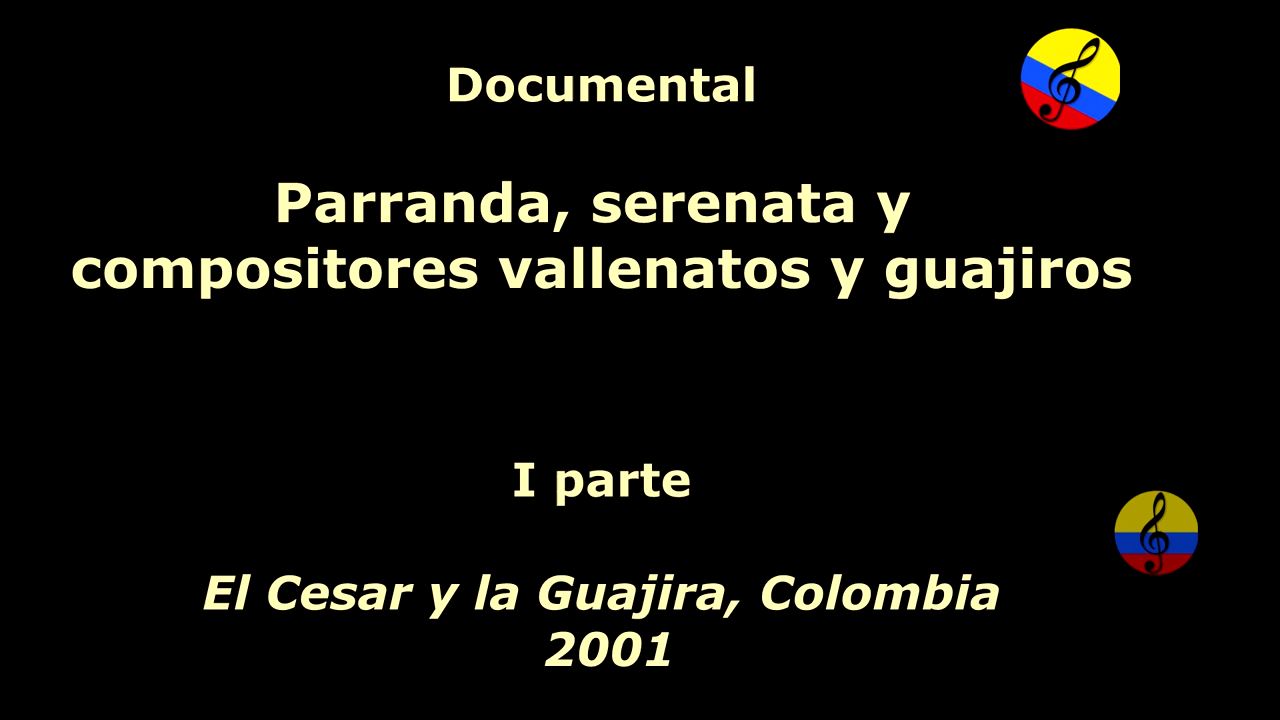 Documental
Parranda, serenata y
compositores vallenatos y guajiros
I parte
El Cesar y la Guajira, Colombia
2001